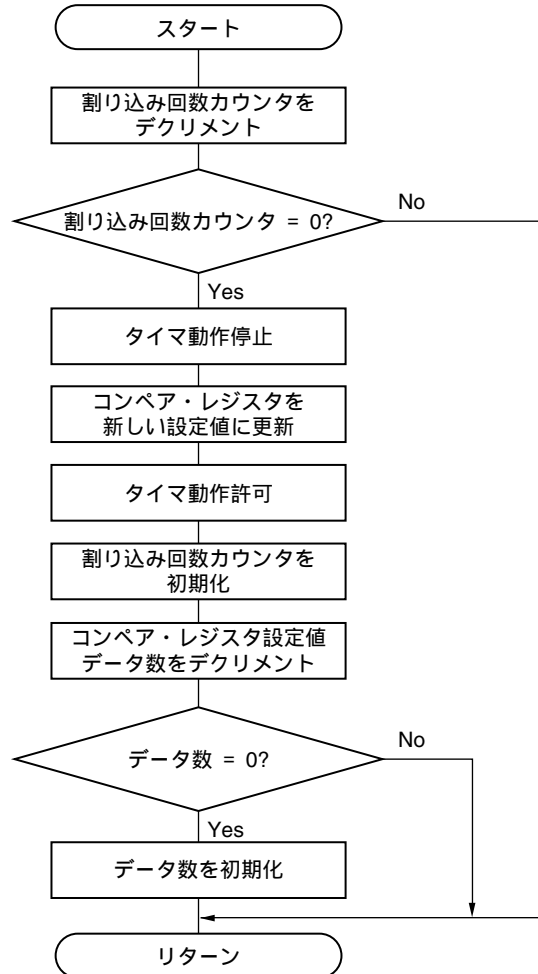 スタート
割り込み回数カウンタを
デクリメント
割り込み回数カウンタ = 0?
No
Yes
タイマ動作停止
コンペア・レジスタを
新しい設定値に更新
タイマ動作許可
割り込み回数カウンタを
初期化
コンペア・レジスタ設定値
データ数をデクリメント
データ数 = 0?
No
Yes
データ数を初期化
リターン